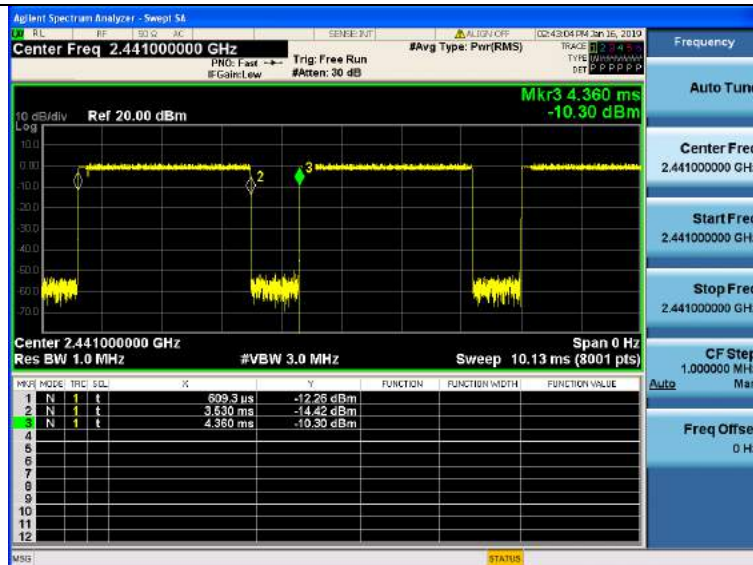 Agilent Spectrum Analyzer - Swept SA
RL RF 50 Ω AC SENSE:INT ALIGN OFF 02:43:04 PM Jan 16, 2019
Center Freq 2.441000000 GHz
PNO: Fast
IFGain:Low
Trig: Free Run
#Atten: 30 dB
#Avg Type: Pwr(RMS)
TRACE 1 2 3 4 5 6
TYPE
DET P P P P P P
Mkr3 4.360 ms
-10.30 dBm
10 dB/div Ref 20.00 dBm
Log
10.0
0.00
-10.0
-20.0
-30.0
-40.0
-50.0
-60.0
-70.0
2
3
Center 2.441000000 GHz Span 0 Hz
Res BW 1.0 MHz #VBW 3.0 MHz Sweep 10.13 ms (8001 pts)
MKR MODE TRC SCL X Y FUNCTION FUNCTION WIDTH FUNCTION VALUE
1 N 1 t 609.3 µs -12.26 dBm
2 N 1 t 3.530 ms -14.42 dBm
3 N 1 t 4.360 ms -10.30 dBm
4
5
6
7
8
9
10
11
12
MSG STATUS
Frequency
Auto Tune
Center Freq
2.441000000 GHz
Start Freq
2.441000000 GHz
Stop Freq
2.441000000 GHz
CF Step
1.000000 MHz
Auto Man
Freq Offset
0 Hz